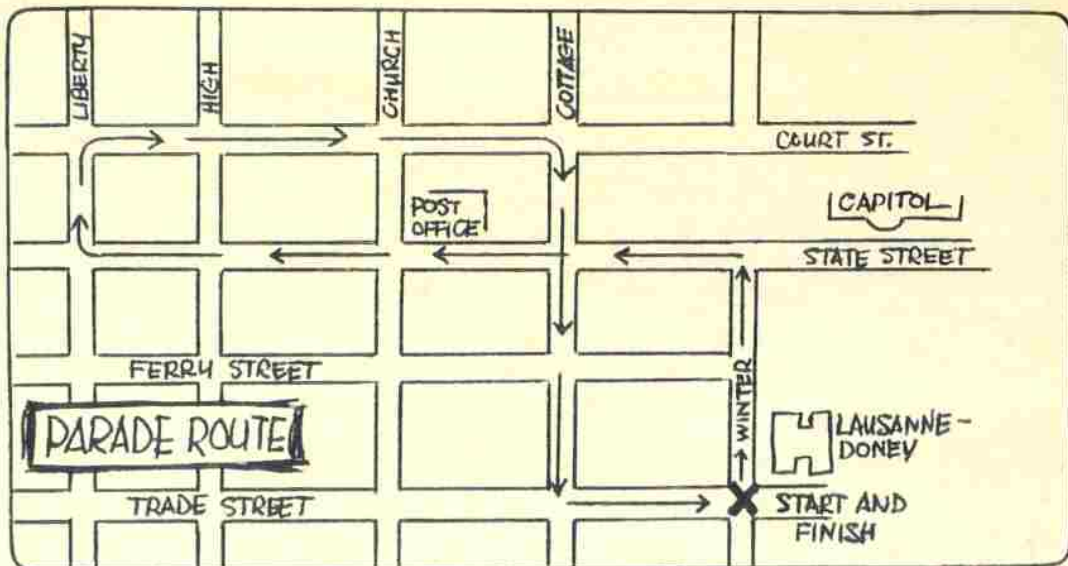 LIBERTY
HIGH
CHURCH
COTTAGE
COURT ST.
POST
OFFICE
CAPITOL
STATE STREET
FERRY STREET
WINTER
PARADE ROUTE
LAUSANNE-
DONEY
TRADE STREET
START AND
FINISH